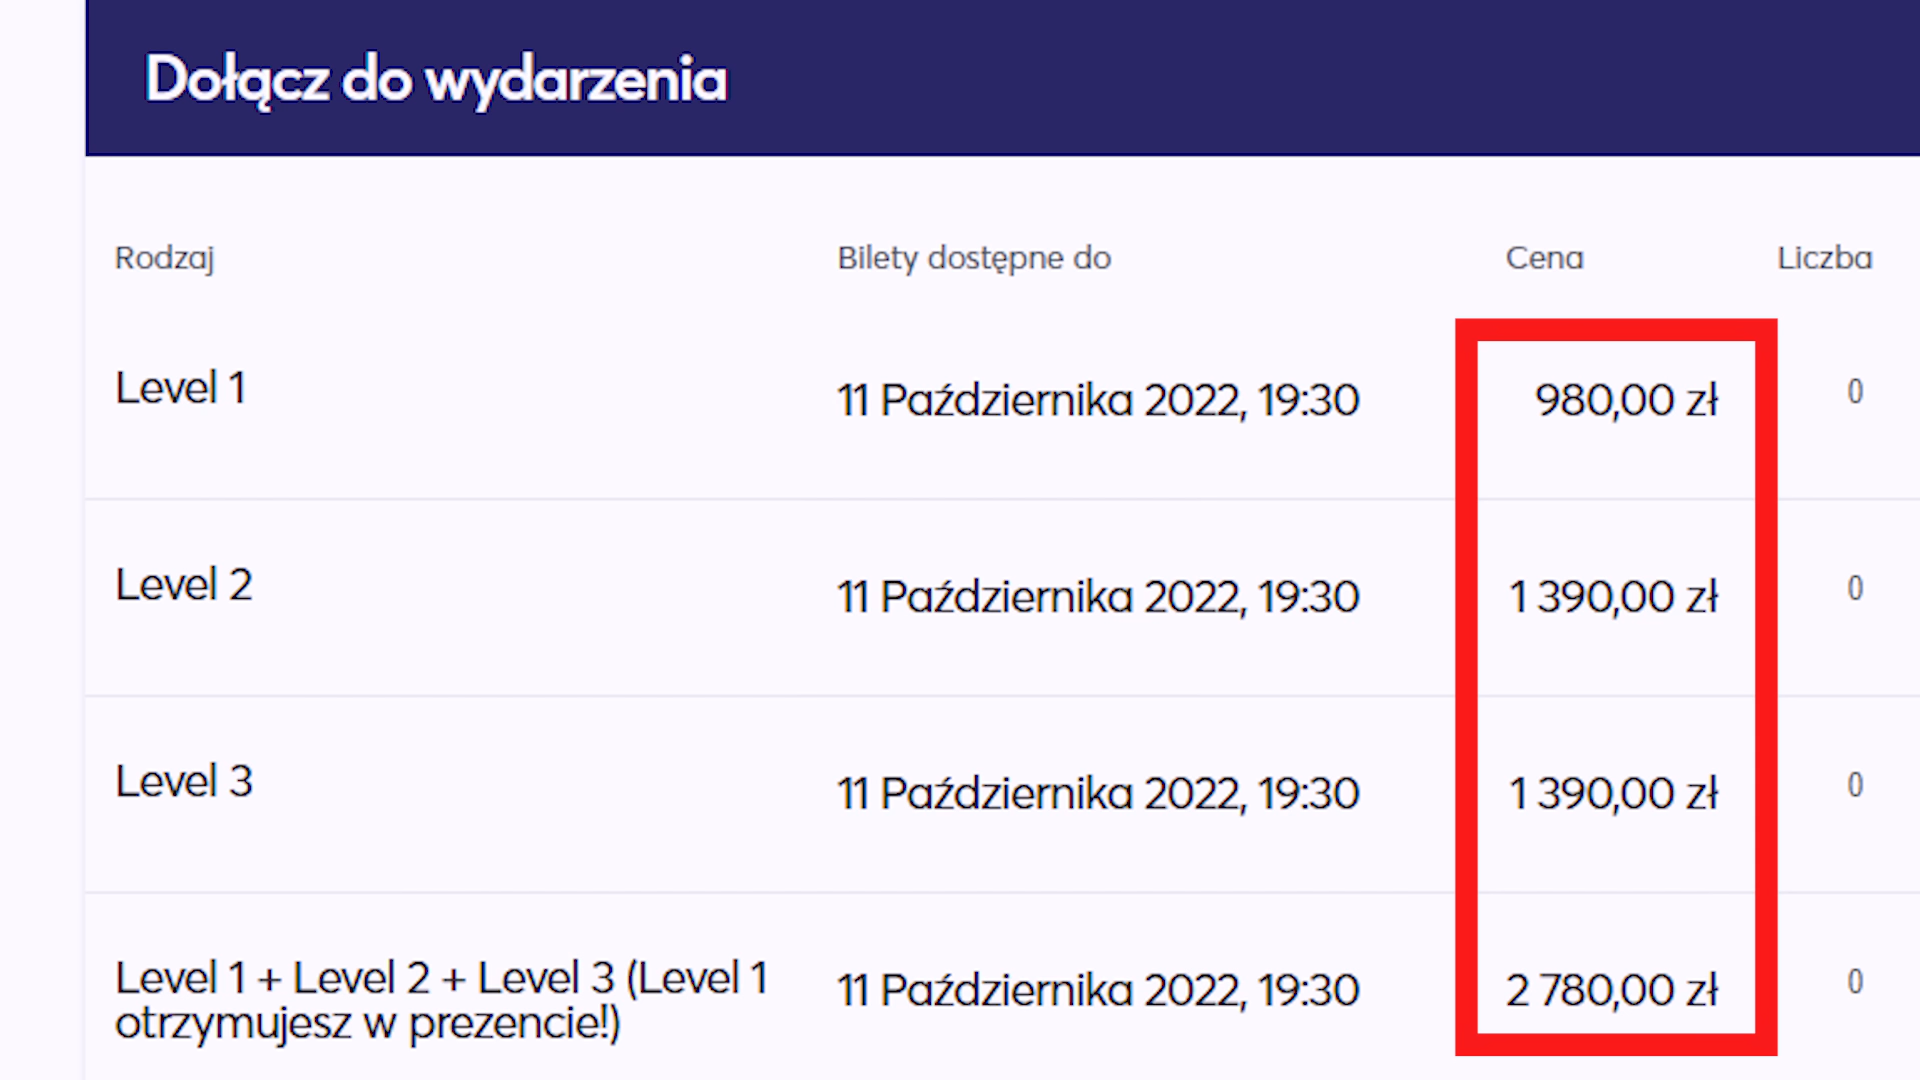 Dołącz do wydarzenia
Rodzaj Bilety dostępne do Cena Liczba
Level 1 11 Października 2022, 19:30 980,00 zł 0
Level 2 11 Października 2022, 19:30 1 390,00 zł 0
Level 3 11 Października 2022, 19:30 1 390,00 zł 0
Level 1 + Level 2 + Level 3 (Level 1 11 Października 2022, 19:30 2 780,00 zł 0
otrzymujesz w prezencie!)